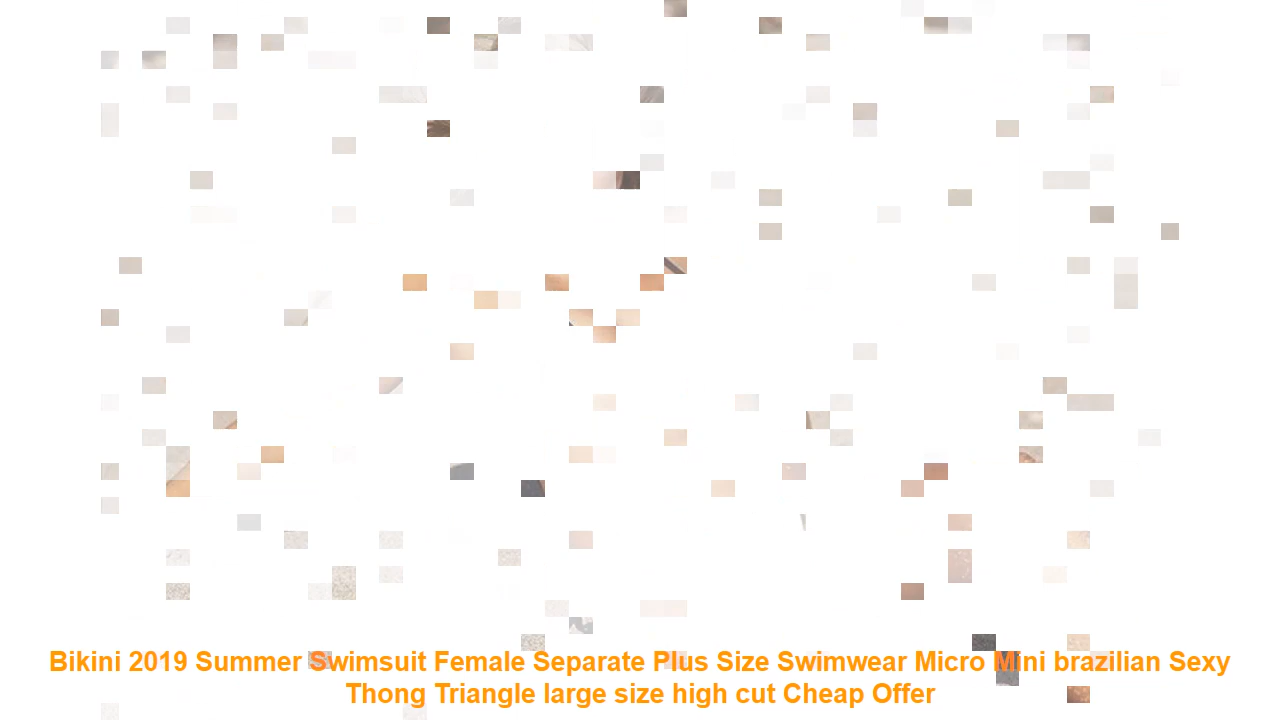 Bikini 2019 Summer Swimsuit Female Separate Plus Size Swimwear Micro Mini brazilian Sexy
Thong Triangle large size high cut Cheap Offer